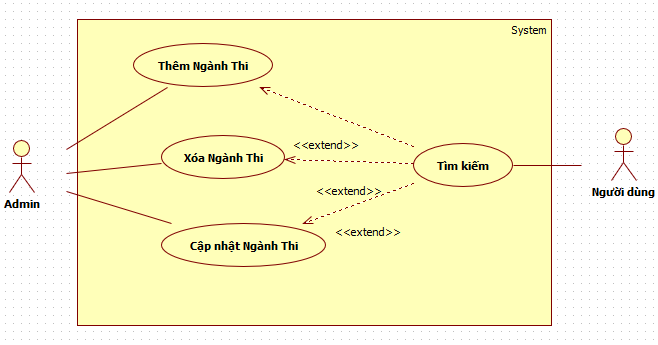 System
Thêm Ngành Thi
<<extend>>
Xóa Ngành Thi
Tìm kiếm
<<extend>>
Người dùng
Admin
<<extend>>
Cập nhật Ngành Thi